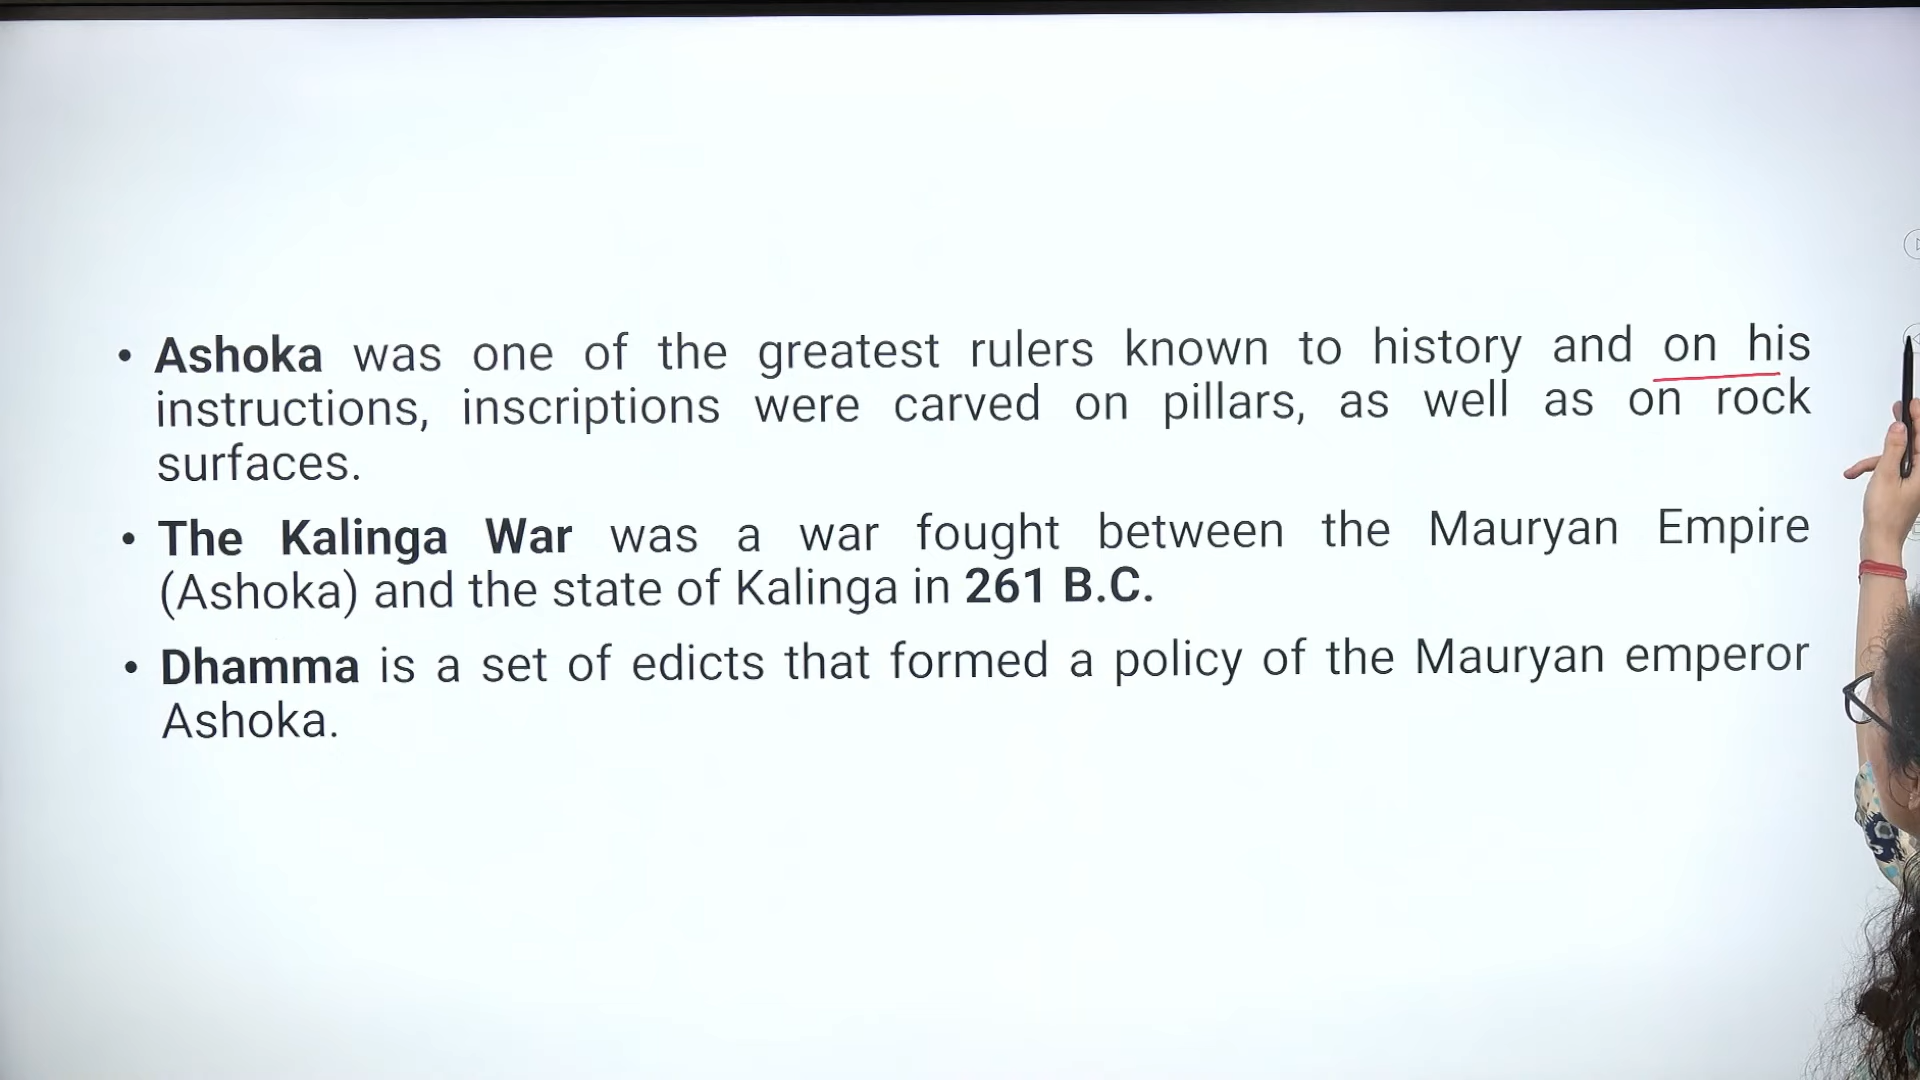 • Ashoka was one of the greatest rulers known to history and on his
instructions, inscriptions were carved on pillars, as well as on rock
surfaces.
• The Kalinga War was a war fought between the Mauryan Empire
(Ashoka) and the state of Kalinga in 261 B.C.
• Dhamma is a set of edicts that formed a policy of the Mauryan emperor
Ashoka.